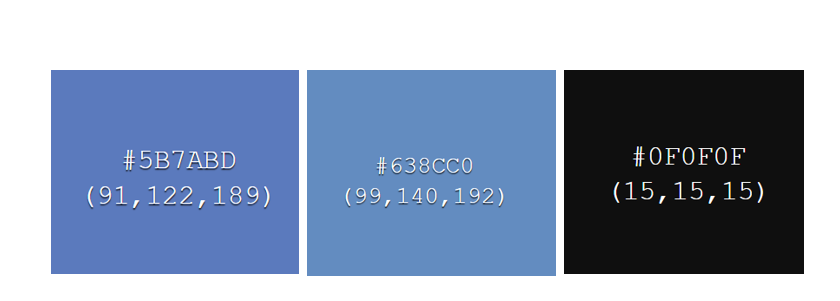 #5B7ABD
(91,122,189)
#638CC0
(99,140,192)
#0F0F0F
(15,15,15)